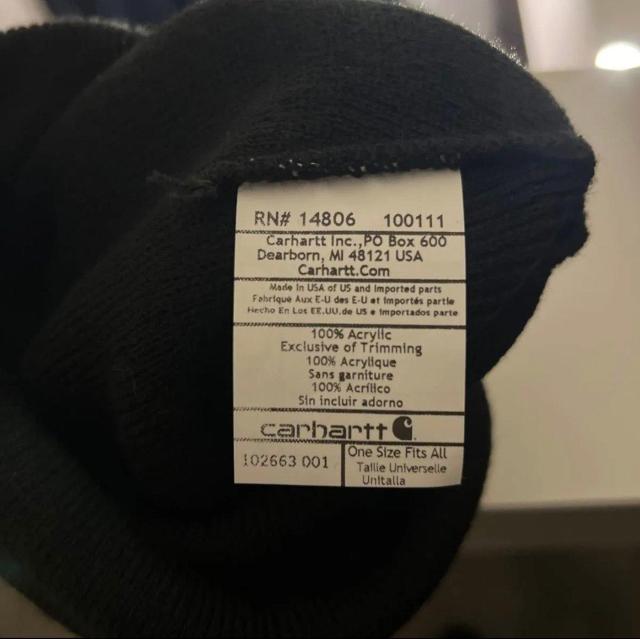 RN# 14806 100111
Carhartt Inc.,PO Box 600
Dearborn, MI 48121 USA
Carhartt.Com
Made In USA of US and Imported parts
Fabriqué Aux E-U des E-U et Importés partie
Hecho En Los EE.UU.de US e Importados parte
100% Acrylic
Exclusive of Trimming
100% Acrylique
Sans garniture
100% Acrílico
Sin incluir adorno
carhartt
102663 001
One Size Fits All
Taille Universelle
Unitalla